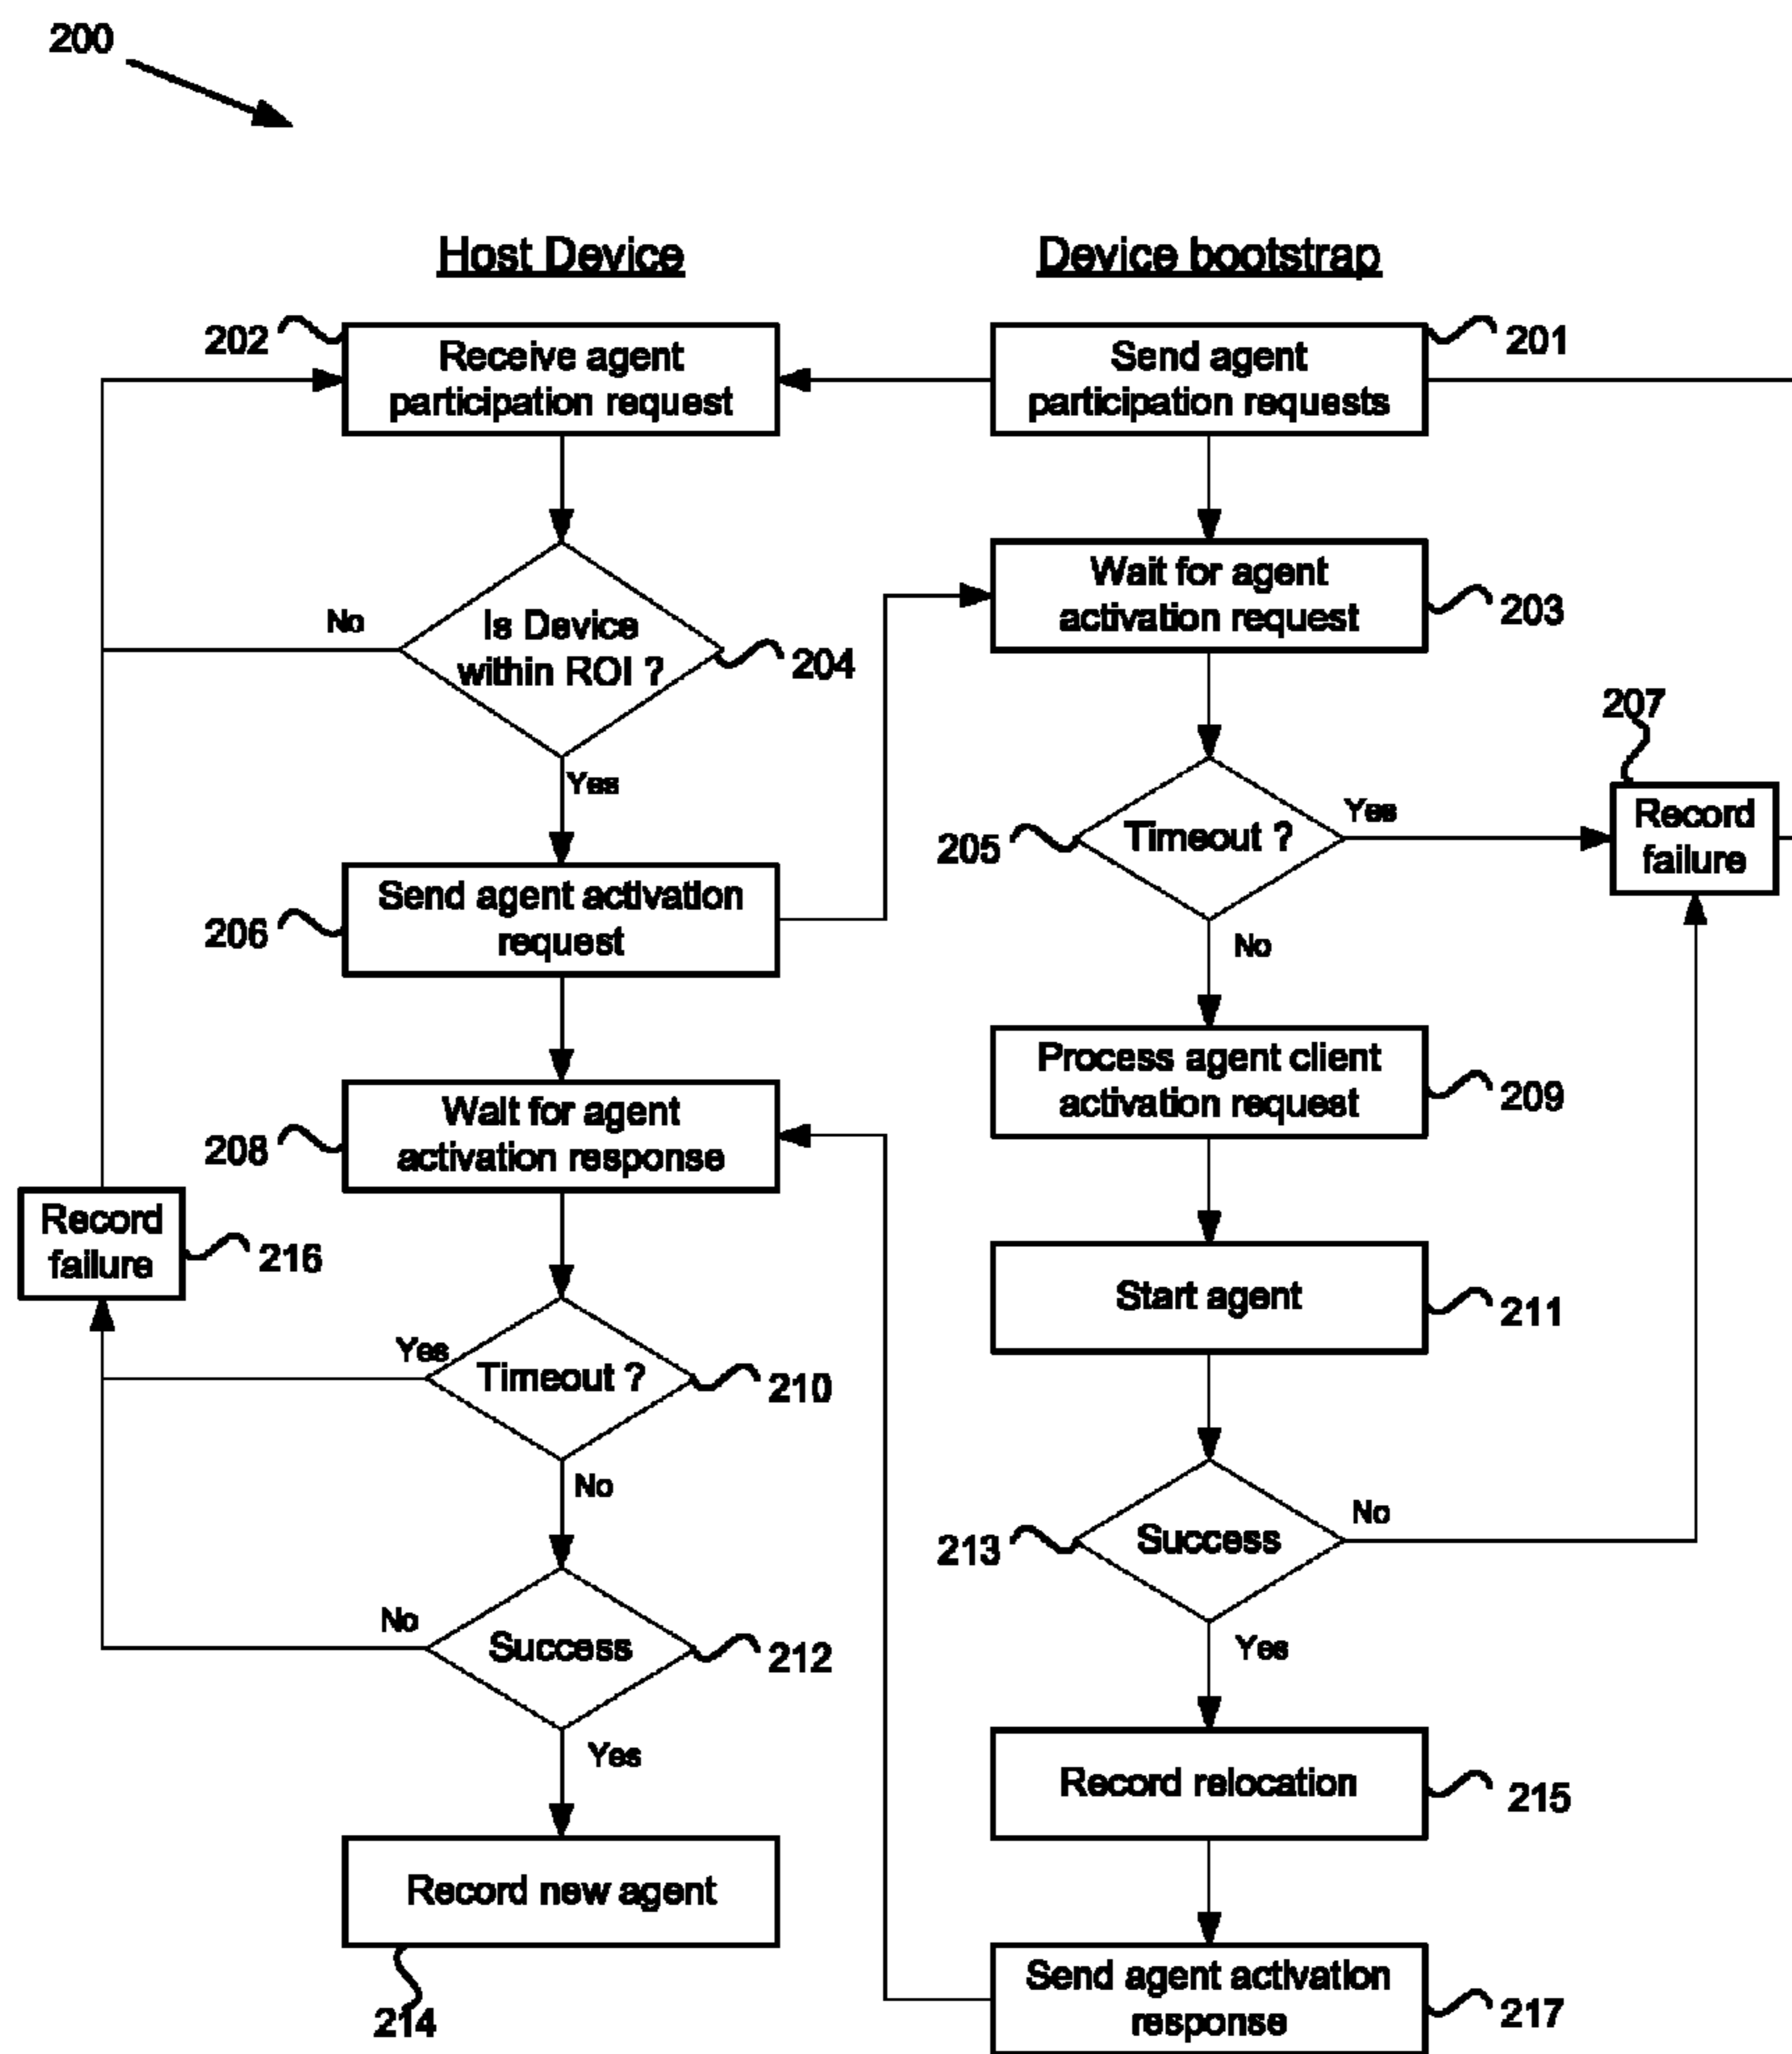 200
Host Device
Device bootstrap
202
Receive agent
participation request
Send agent
participation requests
201
Wait for agent
activation request
203
No
Is Device
within ROI ?
204
Yes
207
Record
failure
205
Timeout ?
Yes
No
206
Send agent activation
request
Process agent client
activation request
209
208
Wait for agent
activation response
Record
failure
216
Start agent
211
Yes
Timeout ?
210
No
213
Success
No
Yes
No
Success
212
Yes
Record relocation
215
Record new agent
214
Send agent activation
response
217